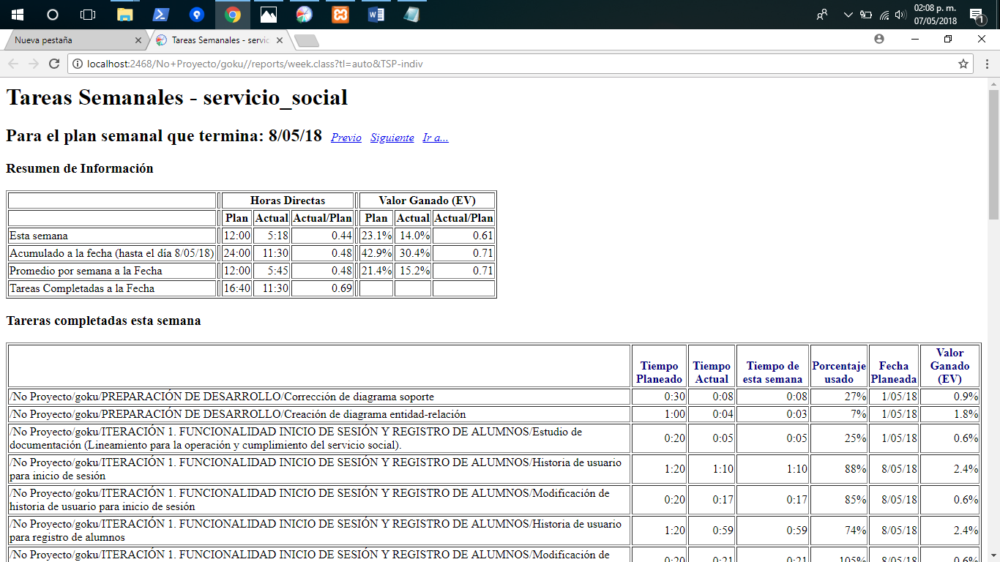 02:08 p. m.
07/05/2018
1
Nueva pestaña
Tareas Semanales - servic
localhost:2468/No+Proyecto/goku//reports/week.class?tl=auto&TSP-indiv
Tareas Semanales - servicio_social
Para el plan semanal que termina: 8/05/18 Previo Siguiente Ir a...
Resumen de Información
Horas Directas Valor Ganado (EV)
Plan Actual Actual/Plan Plan Actual Actual/Plan
Esta semana 12:00 5:18 0.44 23.1% 14.0% 0.61
Acumulado a la fecha (hasta el día 8/05/18) 24:00 11:30 0.48 42.9% 30.4% 0.71
Promedio por semana a la Fecha 12:00 5:45 0.48 21.4% 15.2% 0.71
Tareas Completadas a la Fecha 16:40 11:30 0.69
Tareras completadas esta semana
Tiempo Planeado Tiempo Actual Tiempo de esta semana Porcentaje usado Fecha Planeada Valor Ganado (EV)
/No Proyecto/goku/PREPARACIÓN DE DESARROLLO/Corrección de diagrama soporte 0:30 0:08 0:08 27% 1/05/18 0.9%
/No Proyecto/goku/PREPARACIÓN DE DESARROLLO/Creación de diagrama entidad-relación 1:00 0:04 0:03 7% 1/05/18 1.8%
/No Proyecto/goku/ITERACIÓN 1. FUNCIONALIDAD INICIO DE SESIÓN Y REGISTRO DE ALUMNOS/Estudio de
documentación (Lineamiento para la operación y cumplimiento del servicio social). 0:20 0:05 0:05 25% 1/05/18 0.6%
/No Proyecto/goku/ITERACIÓN 1. FUNCIONALIDAD INICIO DE SESIÓN Y REGISTRO DE ALUMNOS/Historia de usuario
para inicio de sesión 1:20 1:10 1:10 88% 8/05/18 2.4%
/No Proyecto/goku/ITERACIÓN 1. FUNCIONALIDAD INICIO DE SESIÓN Y REGISTRO DE ALUMNOS/Modificación de
historia de usuario para inicio de sesión 0:20 0:17 0:17 85% 8/05/18 0.6%
/No Proyecto/goku/ITERACIÓN 1. FUNCIONALIDAD INICIO DE SESIÓN Y REGISTRO DE ALUMNOS/Historia de usuario
para registro de alumnos 1:20 0:59 0:59 74% 8/05/18 2.4%
/No Proyecto/goku/ITERACIÓN 1. FUNCIONALIDAD INICIO DE SESIÓN Y REGISTRO DE ALUMNOS/Modificación de
0:20 0:21 0:21 105% 8/05/18 0.6%